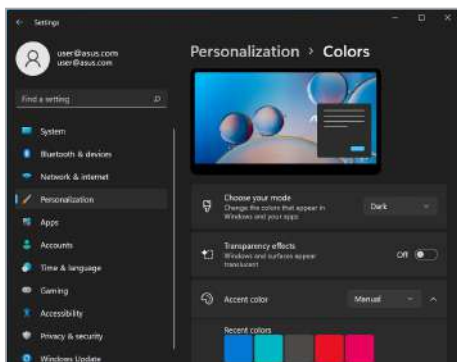 Settings
user@asus.com
user@asus.com
Find a setting
System
Bluetooth & devices
Network & internet
Personalization
Apps
Accounts
Time & language
Gaming
Accessibility
Privacy & security
Windows Update
Personalization > Colors
Choose your mode
Change the colors that appear in
Windows and your apps
Dark
Transparency effects
Windows and surfaces appear
translucent
Off
Accent color
Manual
Recent colors